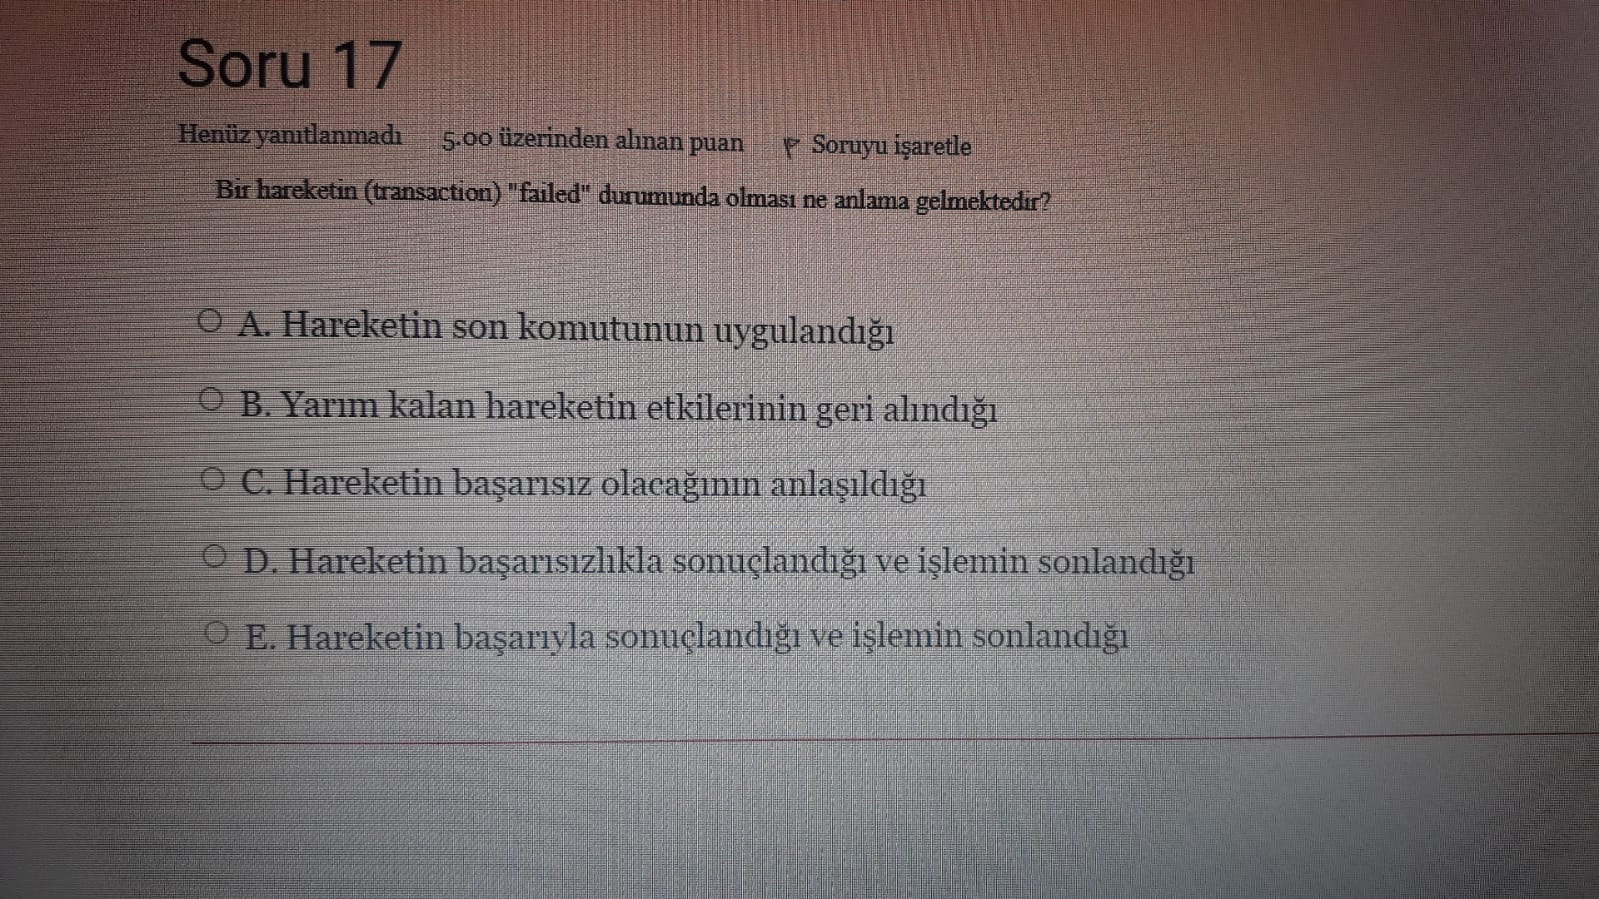 Soru 17
Henüz yanıtlanmadı 5.00 üzerinden alınan puan Soruyu işaretle
Bir hareketin (transaction) "failed" durumunda olması ne anlama gelmektedir?
A. Hareketin son komutunun uygulandığı
B. Yarım kalan hareketin etkilerinin geri alındığı
C. Hareketin başarısız olacağının anlaşıldığı
D. Hareketin başarısızlıkla sonuçlandığı ve işlemin sonlandığı
E. Hareketin başarıyla sonuçlandığı ve işlemin sonlandığı